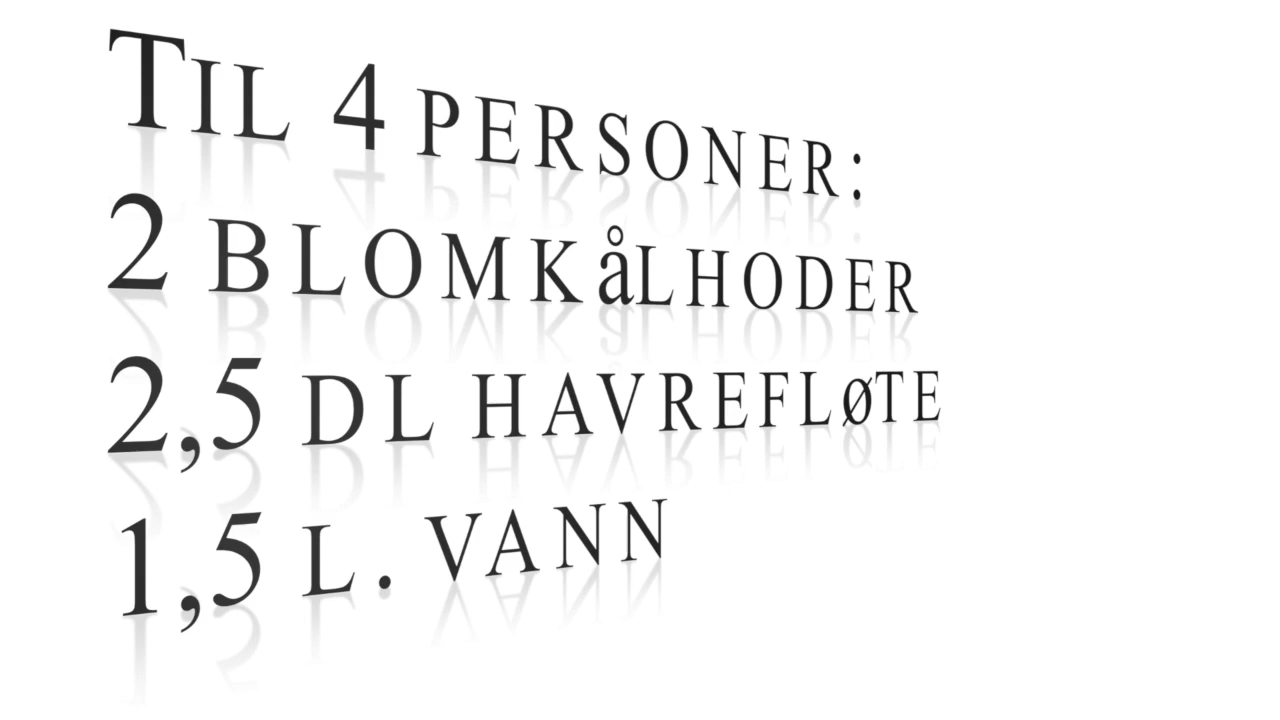 Til 4 personer:
2 blomkålhoder
2,5 dl havrefløte
1,5 l. vann